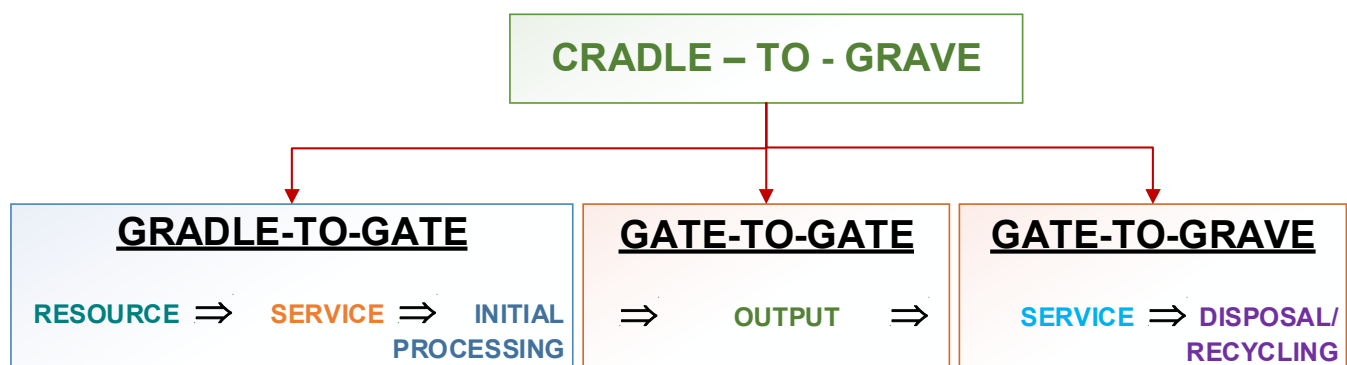 CRADLE – TO - GRAVE
GRADLE-TO-GATE
RESOURCE ⇒ SERVICE ⇒ INITIAL
PROCESSING
GATE-TO-GATE
⇒ OUTPUT ⇒
GATE-TO-GRAVE
SERVICE ⇒ DISPOSAL/
RECYCLING